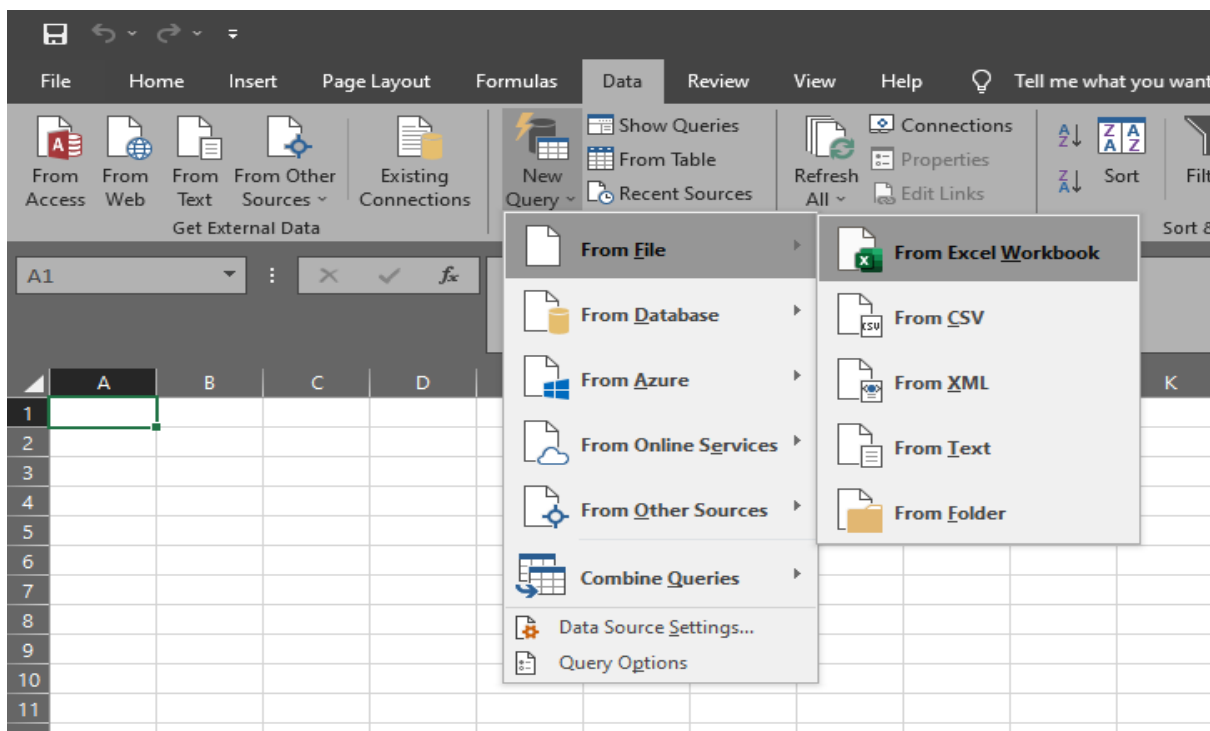 File Home Insert Page Layout Formulas Data Review View Help Tell me what you want
From Access
From Web
From Text
From Other Sources
Existing Connections
Get External Data
New Query
Show Queries
From Table
Recent Sources
Refresh All
Connections
Properties
Edit Links
A Z
Z A
Z A A Z
Sort
Sort &
A1
fx
From File
From Database
From Azure
From Online Services
From Other Sources
Combine Queries
Data Source Settings...
Query Options
From Excel Workbook
From CSV
From XML
From Text
From Folder
A B C D K
1
2
3
4
5
6
7
8
9
10
11